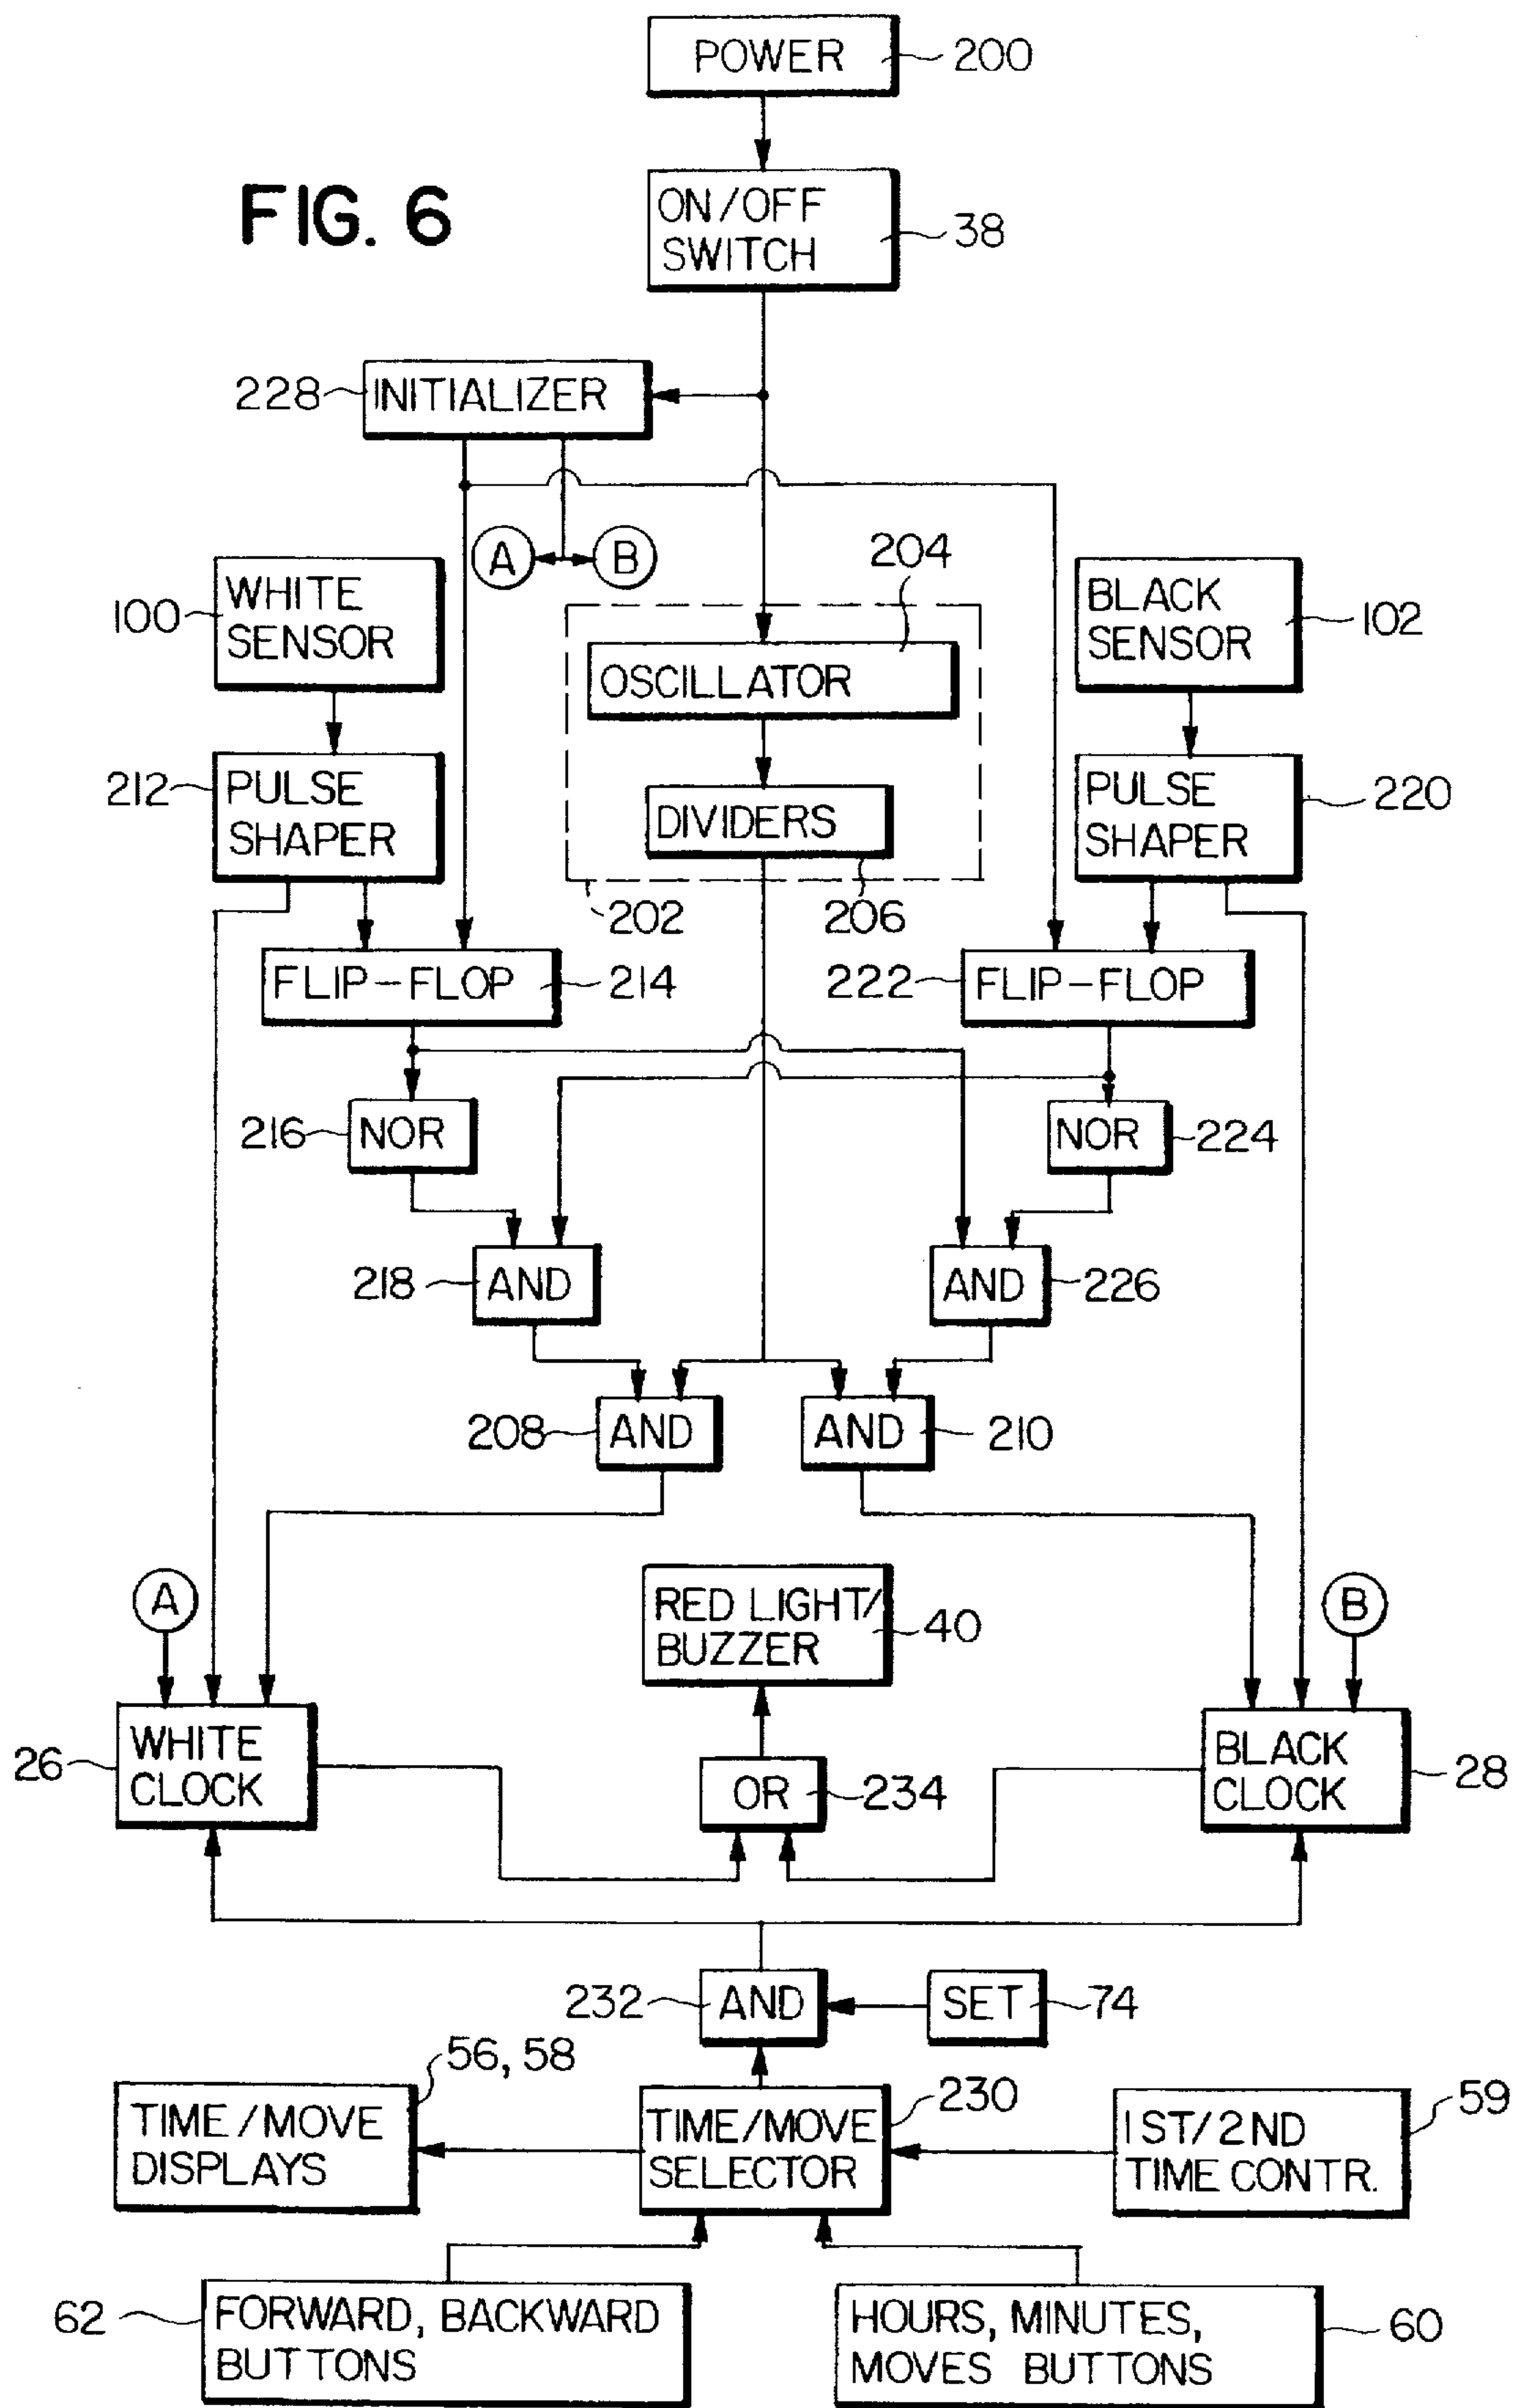 POWER
200
FIG. 6
ON/OFF
SWITCH
38
228
INITIALIZER
A
B
204
WHITE
SENSOR
100
OSCILLATOR
BLACK
SENSOR
102
212
PULSE
SHAPER
DIVIDERS
PULSE
SHAPER
220
202
206
FLIP-FLOP
214
222
FLIP-FLOP
216
NOR
NOR
224
218
AND
AND
226
208
AND
AND
210
A
RED LIGHT/
BUZZER
40
B
26
WHITE
CLOCK
OR
234
BLACK
CLOCK
28
232
AND
SET
74
56, 58
TIME/MOVE
DISPLAYS
230
TIME/MOVE
SELECTOR
59
1ST/2ND
TIME CONTR.
62
FORWARD, BACKWARD
BUTTONS
HOURS, MINUTES,
MOVES BUTTONS
60